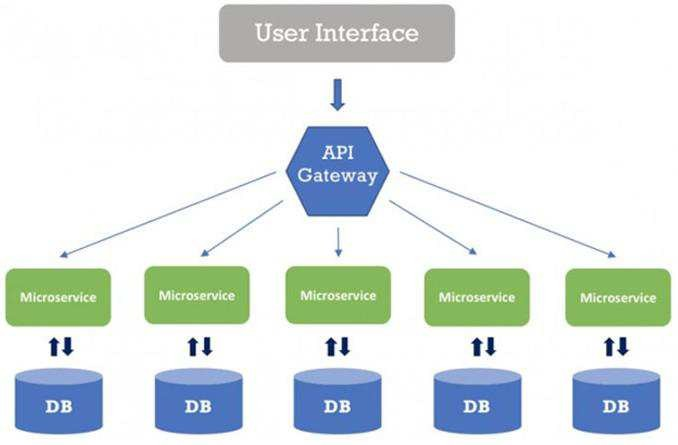 User Interface
API
Gateway
Microservice
Microservice
Microservice
Microservice
Microservice
DB
DB
DB
DB
DB